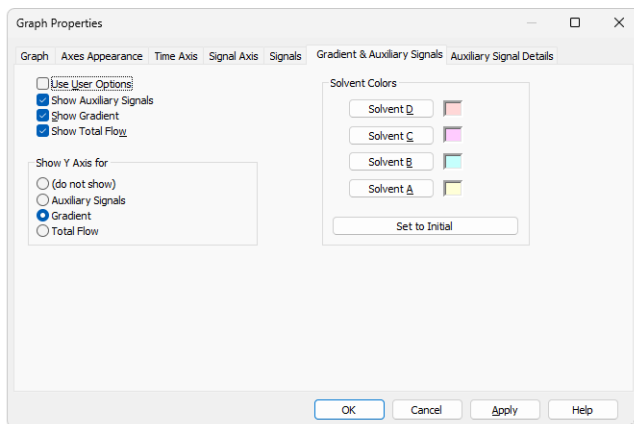 Graph Properties
Graph Axes Appearance Time Axis Signal Axis Signals Gradient & Auxiliary Signals Auxiliary Signal Details
Use User Options
Show Auxiliary Signals
Show Gradient
Show Total Flow
Show Y Axis for
(do not show)
Auxiliary Signals
Gradient
Total Flow
Solvent Colors
Solvent D
Solvent C
Solvent B
Solvent A
Set to Initial
OK Cancel Apply Help